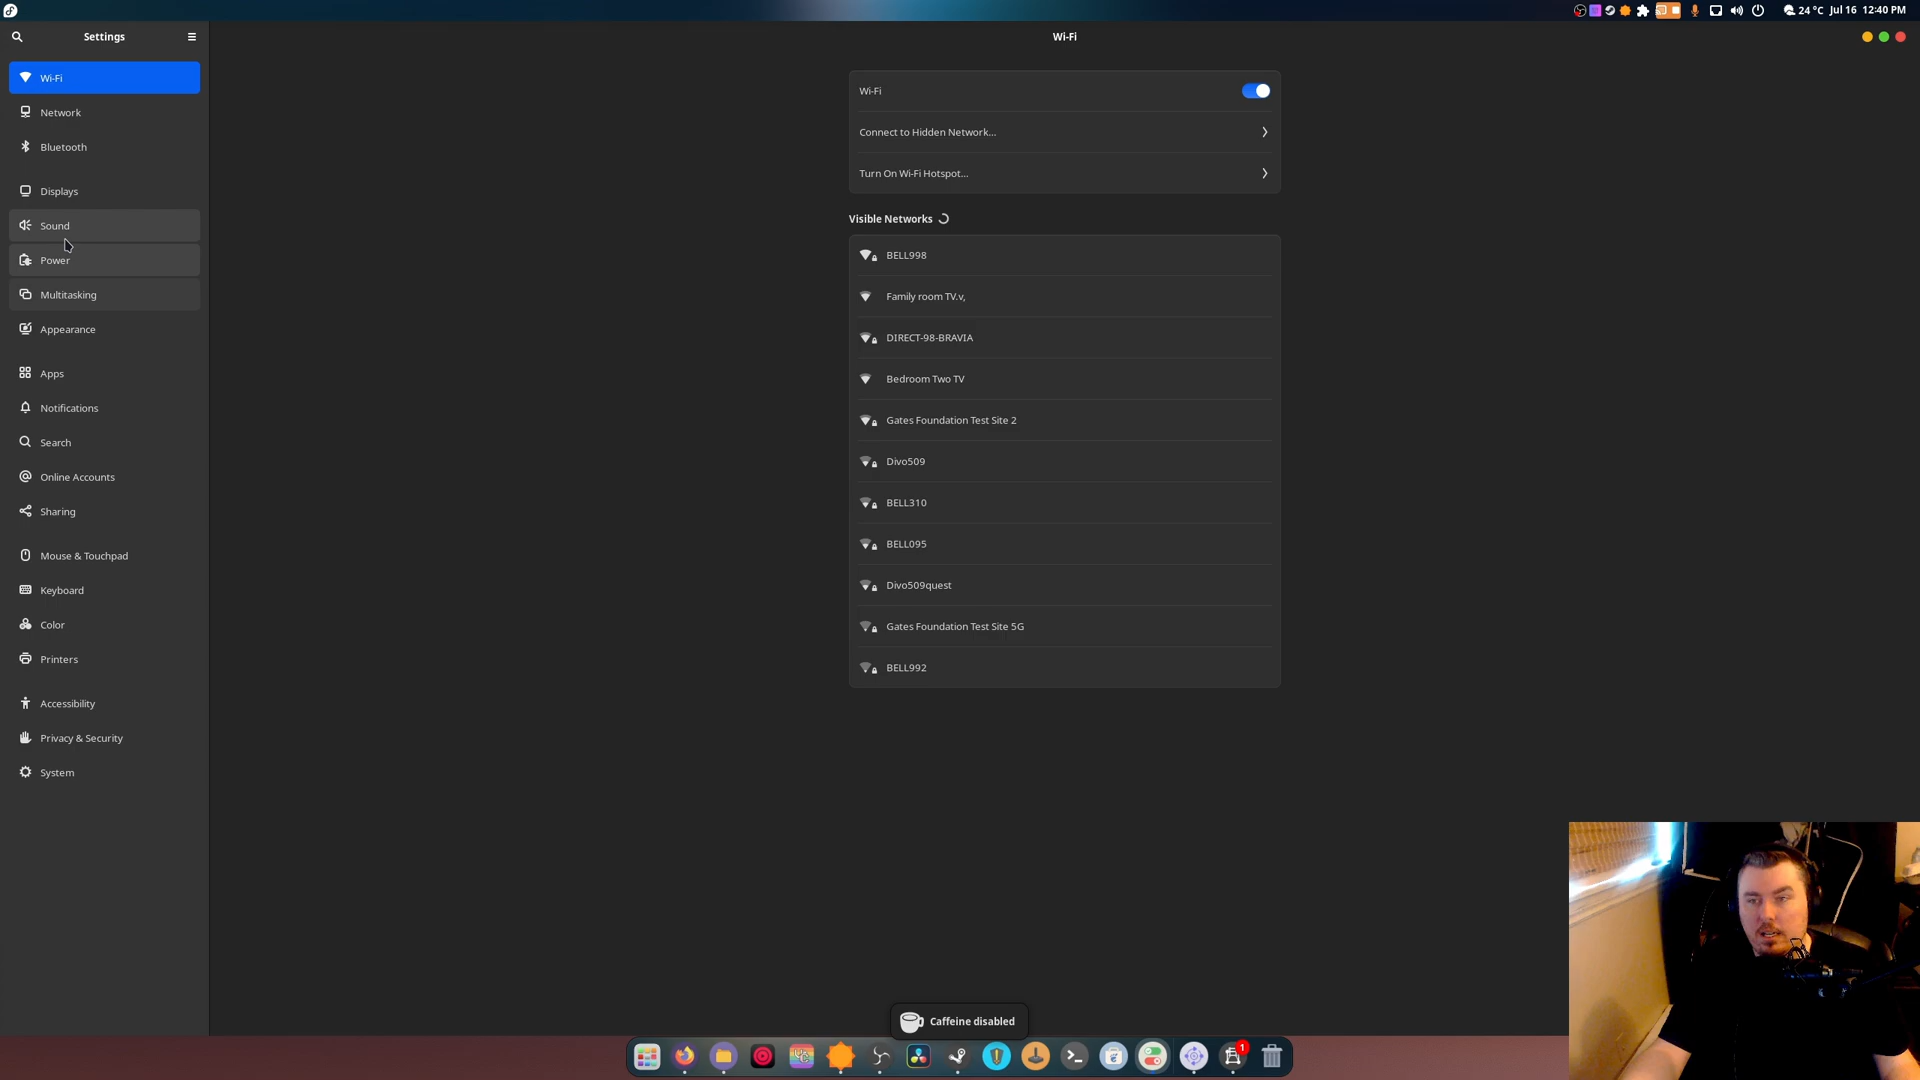 24 °C Jul 16 12:40 PM
Settings
Wi-Fi
Wi-Fi
Network
Bluetooth
Displays
Sound
Power
Multitasking
Appearance
Apps
Notifications
Search
Online Accounts
Sharing
Mouse & Touchpad
Keyboard
Color
Printers
Accessibility
Privacy & Security
System
Wi-Fi
Connect to Hidden Network...
Turn On Wi-Fi Hotspot...
Visible Networks
BELL998
Family room TV.v,
DIRECT-98-BRAVIA
Bedroom Two TV
Gates Foundation Test Site 2
Divo509
BELL310
BELL095
Divo509quest
Gates Foundation Test Site 5G
BELL992
Caffeine disabled
1